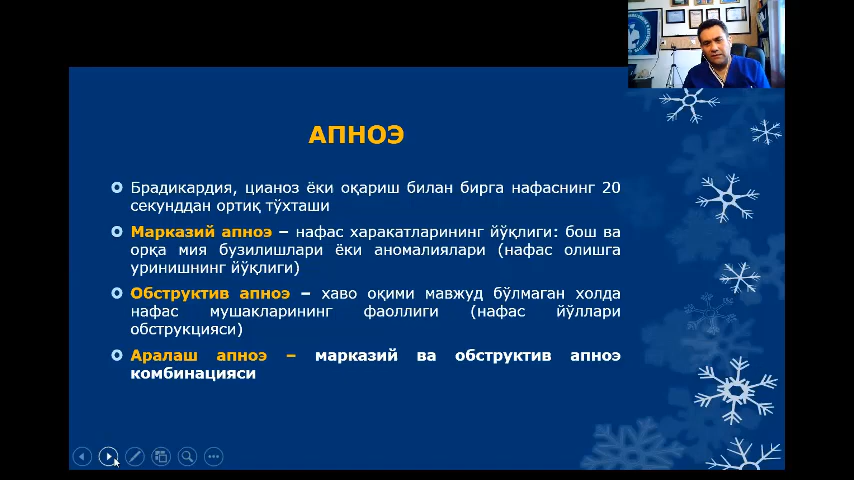 АПНОЭ
Брадикардия, цианоз ёки оқариш билан бирга нафаснинг 20
секунддан ортиқ тўхташи
Марказий апноэ – нафас харакатларининг йўқлиги: бош ва
орқа мия бузилишлари ёки аномалиялари (нафас олишга
уринишнинг йўқлиги)
Обструктив апноэ – хаво оқими мавжуд бўлмаган холда
нафас мушакларининг фаоллиги (нафас йўллари
обструкцияси)
Аралаш апноэ – марказий ва обструктив апноэ
комбинацияси